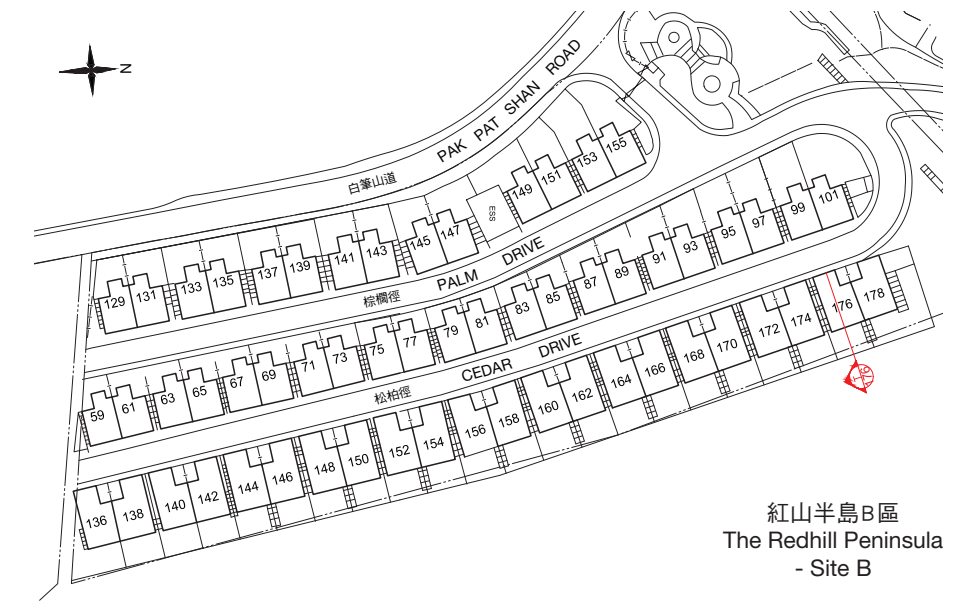 N
PAK PAT SHAN ROAD
白筆山道
149 151 153 155
ESS
129 131 133 135 137 139 141 143 145 147
PALM DRIVE
棕櫚徑
59 61 63 65 67 69 71 73 75 77 79 81 83 85 87 89 91 93 95 97 99 101
CEDAR DRIVE
松柏徑
136 138 140 142 144 146 148 150 152 154 156 158 160 162 164 166 168 170 172 174 176 178
紅山半島B區
The Redhill Peninsula
- Site B